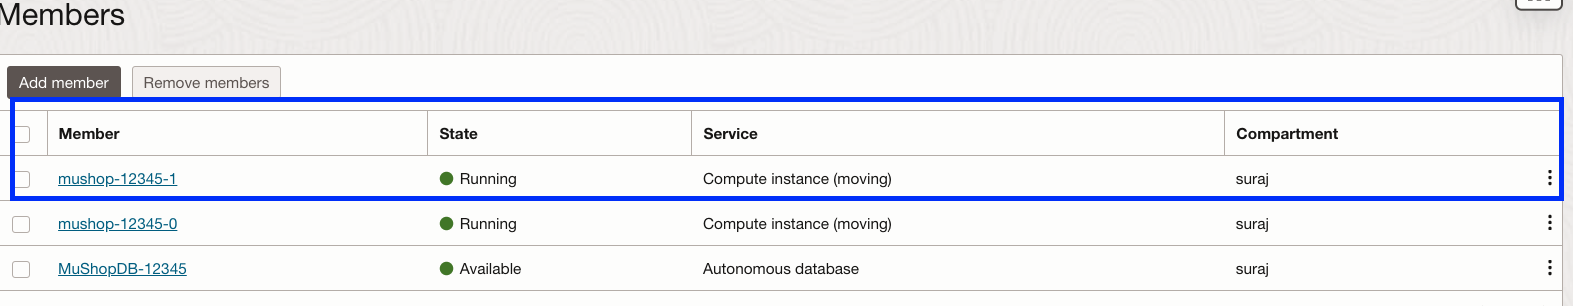 Members
Add member Remove members
Member State Service Compartment
mushop-12345-1 Running Compute instance (moving) suraj
mushop-12345-0 Running Compute instance (moving) suraj
MuShopDB-12345 Available Autonomous database suraj